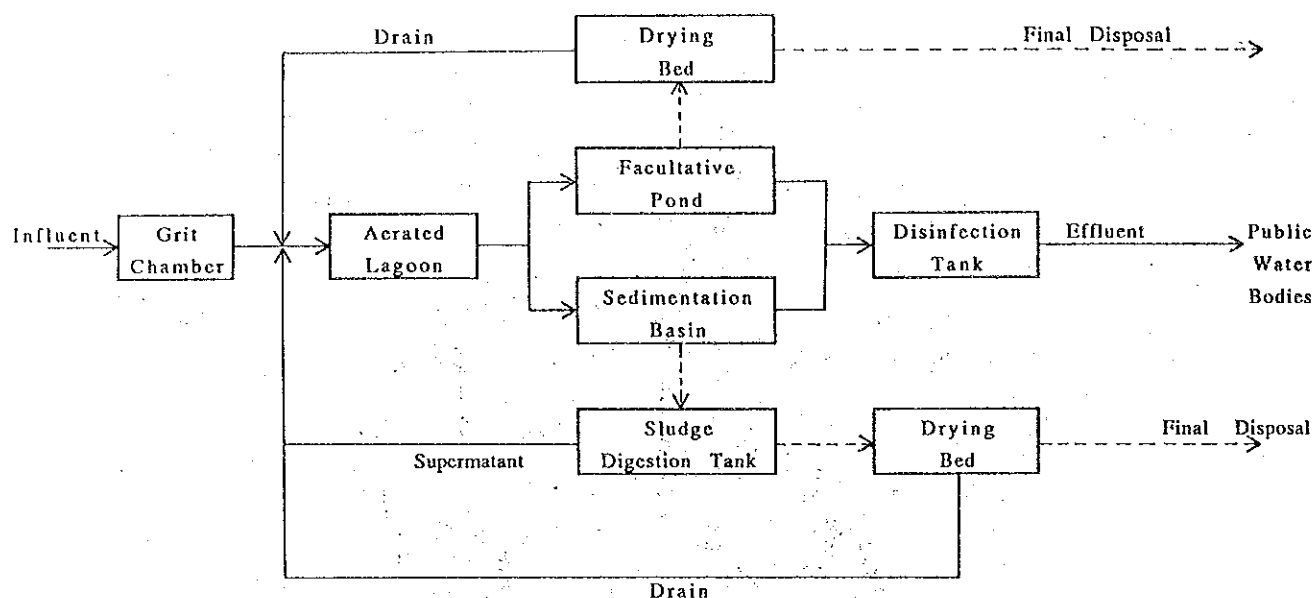 Drain
Drying
Bed
Final Disposal
Facultative
Pond
Influent
Grit
Chamber
Aerated
Lagoon
Disinfection
Tank
Effluent
Public
Water
Bodies
Sedimentation
Basin
Sludge
Digestion Tank
Supermatant
Drying
Bed
Final Disposal
Drain